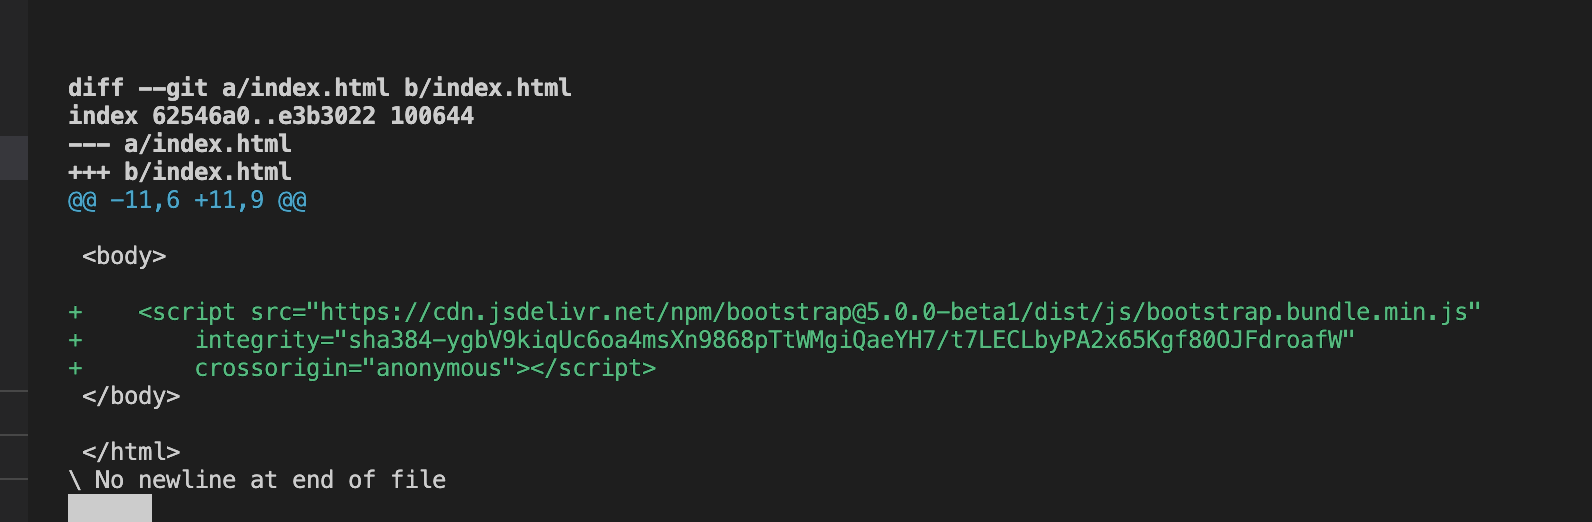 diff --git a/index.html b/index.html
index 62546a0..e3b3022 100644
--- a/index.html
+++ b/index.html
@@ -11,6 +11,9 @@
 <body>
+    <script src="https://cdn.jsdelivr.net/npm/bootstrap@5.0.0-beta1/dist/js/bootstrap.bundle.min.js"
+        integrity="sha384-ygbV9kiqUc6oa4msXn9868pTtWMgiQaeYH7/t7LECLbyPA2x65Kgf80OJFdroafW"
+        crossorigin="anonymous"></script>
 </body>
 </html>
\ No newline at end of file